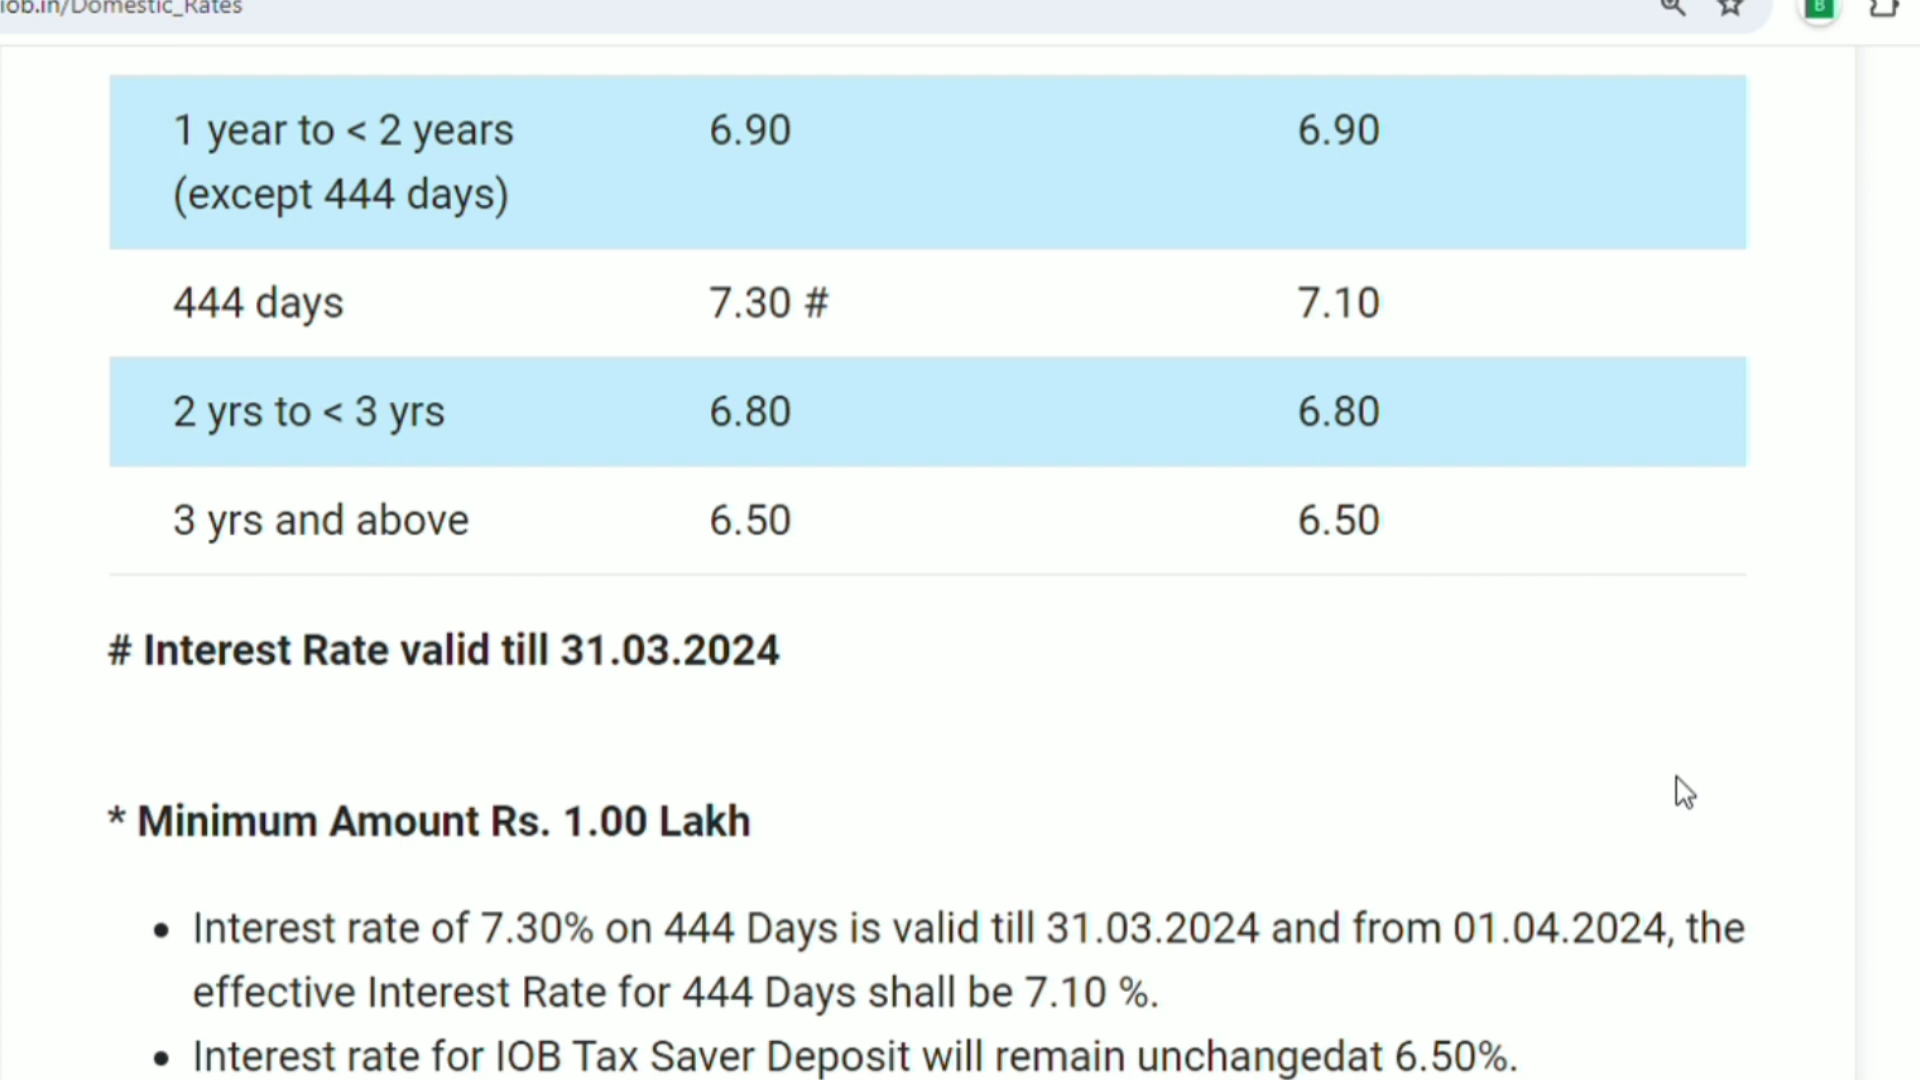 iob.in/Domestic_Rates
B
1 year to < 2 years 6.90 6.90
(except 444 days)
444 days 7.30 # 7.10
2 yrs to < 3 yrs 6.80 6.80
3 yrs and above 6.50 6.50
# Interest Rate valid till 31.03.2024
* Minimum Amount Rs. 1.00 Lakh
• Interest rate of 7.30% on 444 Days is valid till 31.03.2024 and from 01.04.2024, the
effective Interest Rate for 444 Days shall be 7.10 %.
• Interest rate for IOB Tax Saver Deposit will remain unchangedat 6.50%.